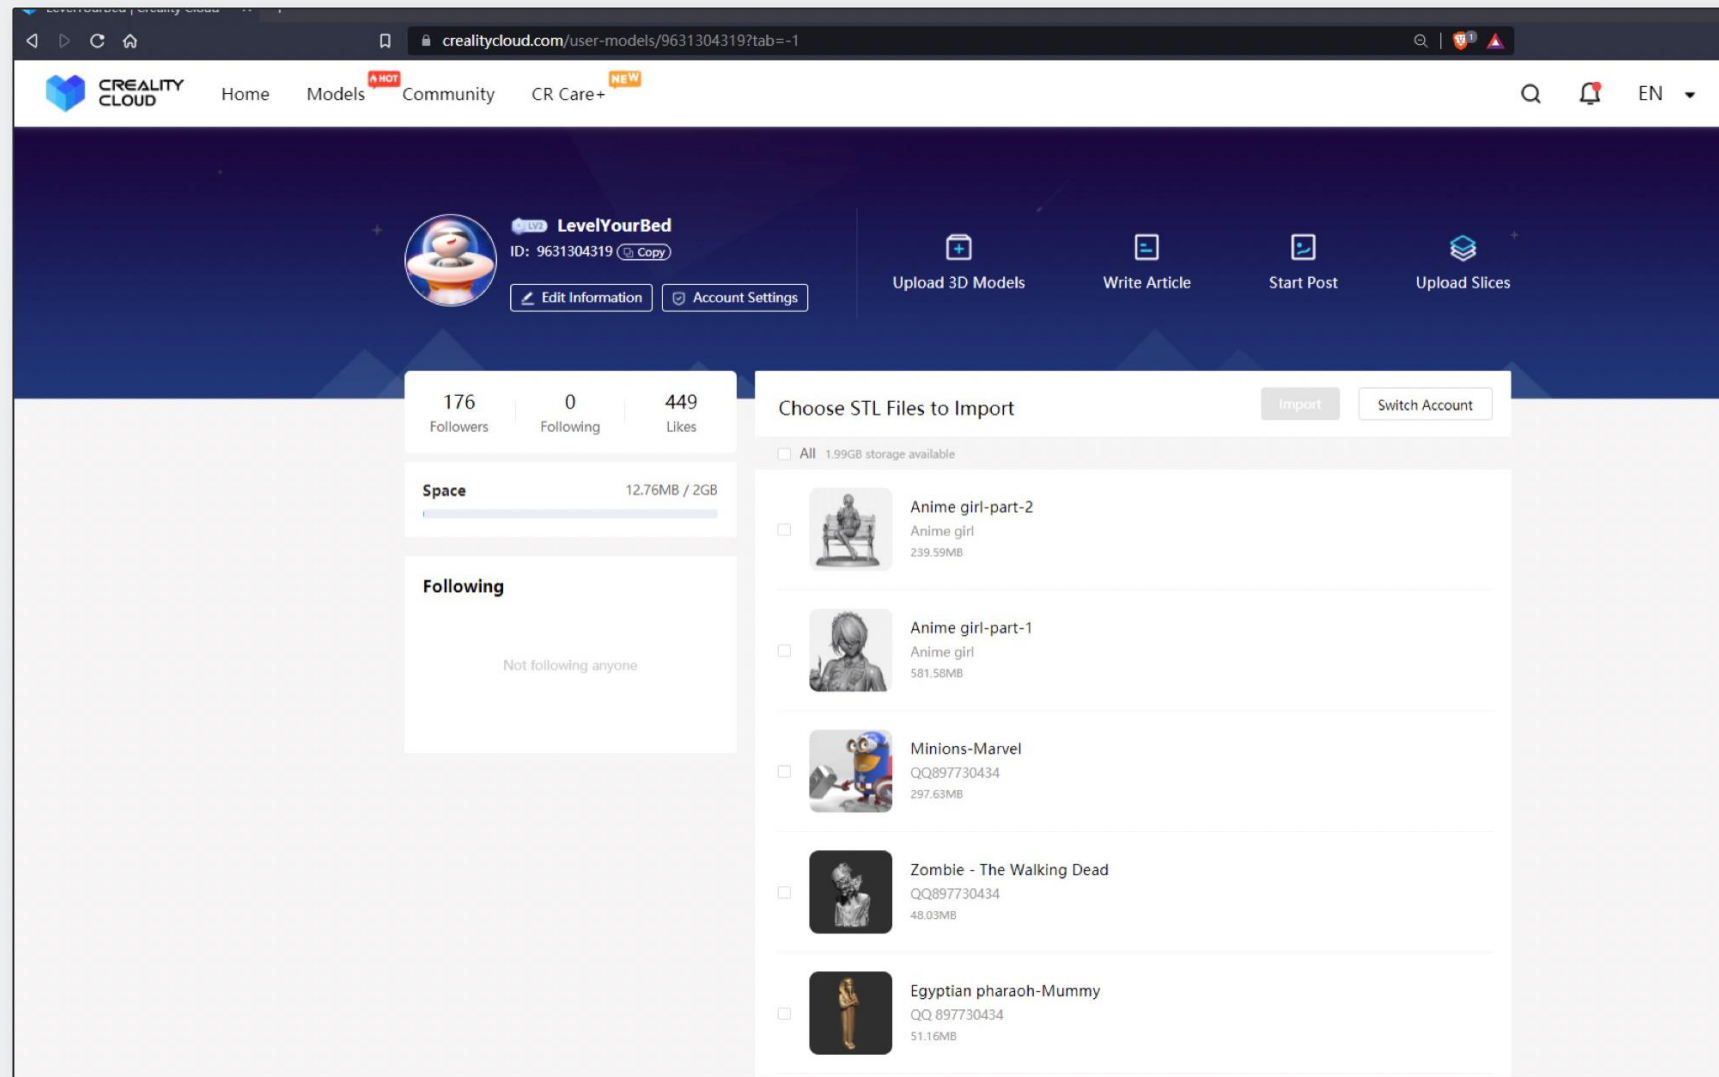 LevelYourBed | Creality Cloud
crealitycloud.com/user-models/9631304319?tab=-1
1
CREALITY
CLOUD
Home
Models
HOT
Community
CR Care+
NEW
EN
LV2 LevelYourBed
ID: 9631304319 Copy
Edit Information
Account Settings
Upload 3D Models
Write Article
Start Post
Upload Slices
176
Followers
0
Following
449
Likes
Space
12.76MB / 2GB
Following
Not following anyone
Choose STL Files to Import
Import
Switch Account
All 1.99GB storage available
Anime girl-part-2
Anime girl
239.59MB
Anime girl-part-1
Anime girl
581.58MB
Minions-Marvel
QQ897730434
297.63MB
Zombie - The Walking Dead
QQ897730434
48.03MB
Egyptian pharaoh-Mummy
QQ 897730434
51.16MB